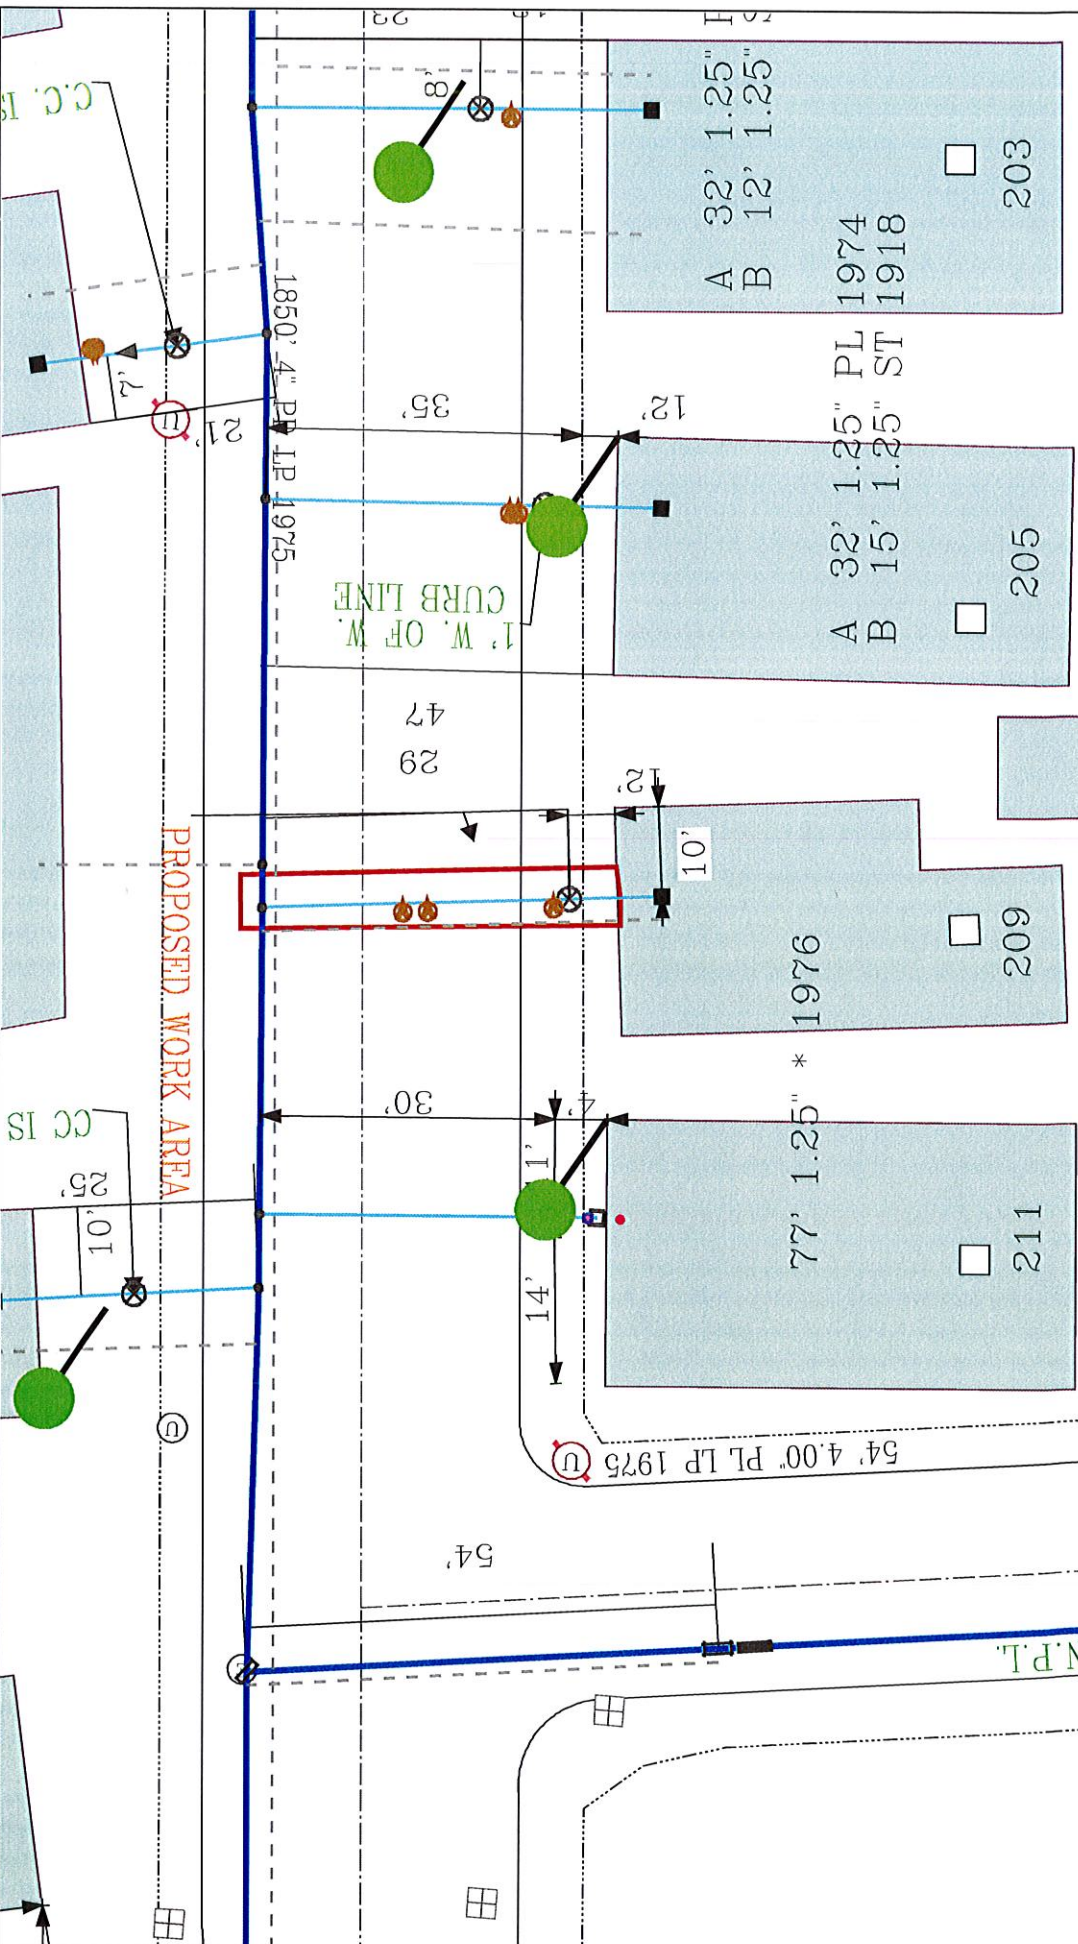 23
C.C. IS
8'
A 32' 1.25" PL 1974
B 12' 1.25" ST 1918
203
7'
U
21'
1850' 4" PL LP 1975
35'
12'
1' W. OF W.
CURB LINE
A 32' 1.25"
B 15' 1.25"
205
47
29
12'
10'
PROPOSED WORK AREA
77' 1.25" * 1976
209
30'
4'
CC IS
25'
10'
11'
14'
211
U
U
54' 4.00" PL LP 1975
54'